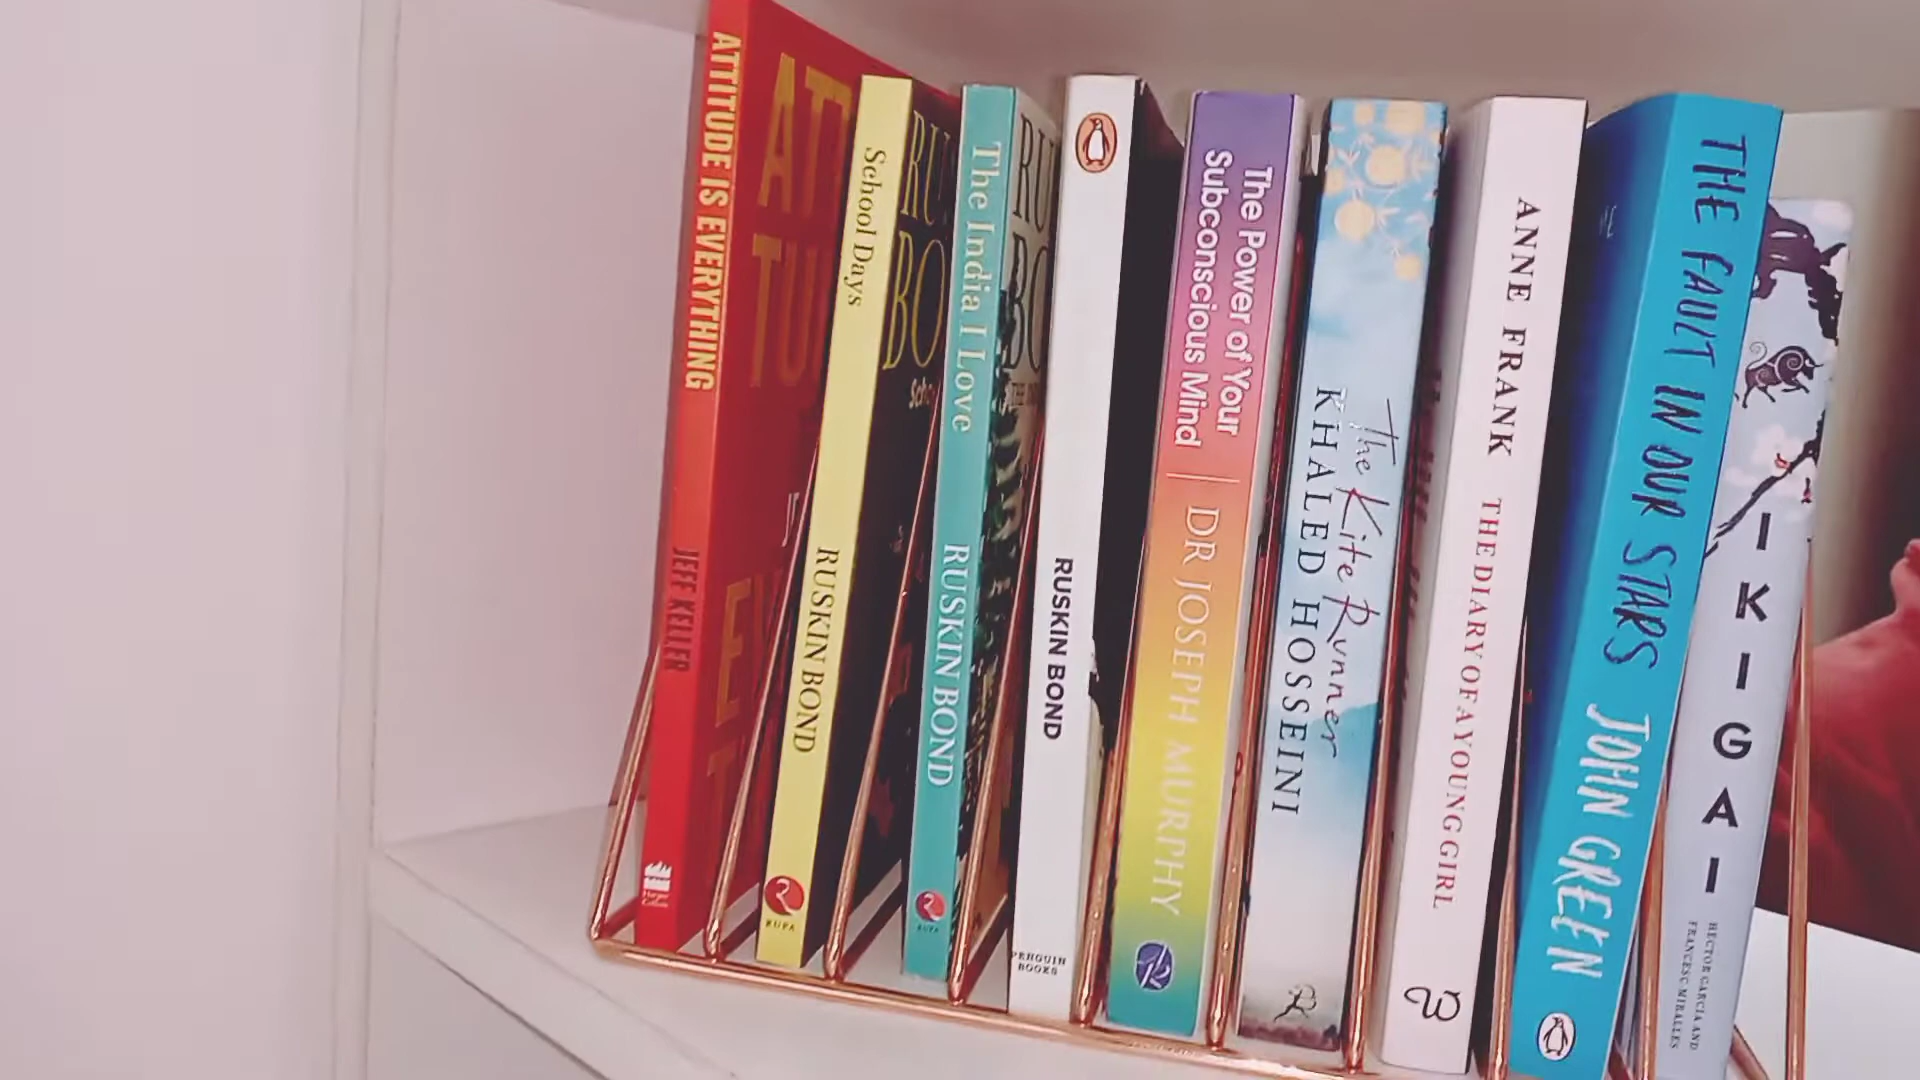 ATTITUDE IS EVERYTHING
JEFF KELLER
School Days
RUSKIN BOND
RUPA
The India I Love
RUSKIN BOND
RUPA
RUSKIN BOND
PENGUIN
BOOKS
The Power of Your
Subconscious Mind
DR JOSEPH MURPHY
The Kite Runner
KHALED HOSSEINI
ANNE FRANK THE DIARY OF A YOUNG GIRL
THE FAULT IN OUR STARS JOHN GREEN
IKIGAI
HECTOR GARCIA AND
FRANCESC MIRALLES